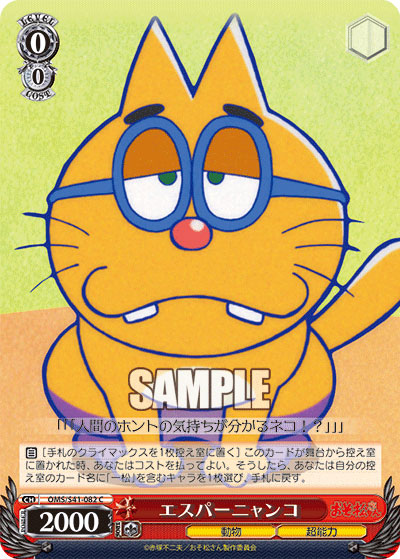 LEVEL
0
0
COST
SAMPLE
「「「人間のホントの気持ちが分かるネコ！？」」」
自 [手札のクライマックスを1枚控え室に置く] このカードが舞台から控え室
に置かれた時、あなたはコストを払ってよい。そうしたら、あなたは自分の控え
室のカード名に「一松」を含むキャラを1枚選び、手札に戻す。
CH OMS/S41-082 C
POWER
2000
エスパーニャンコ
おそ松さん
動物
超能力
©赤塚不二夫／おそ松さん製作委員会